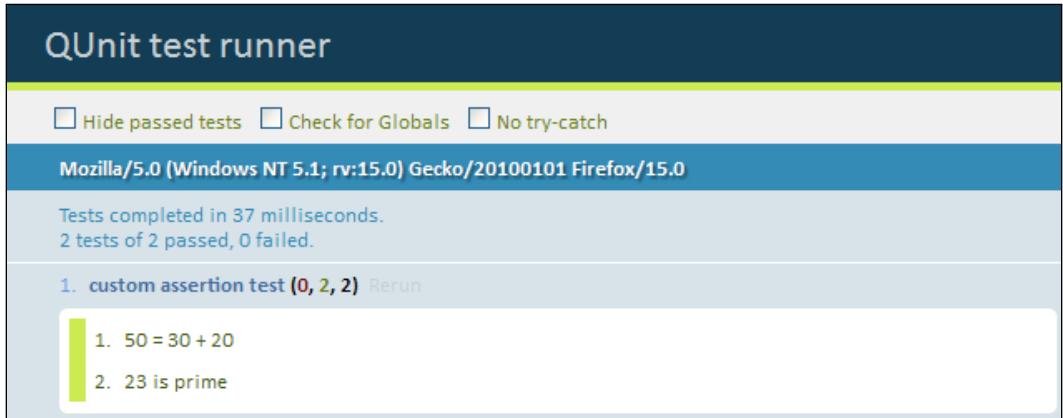 QUnit test runner
Hide passed tests Check for Globals No try-catch
Mozilla/5.0 (Windows NT 5.1; rv:15.0) Gecko/20100101 Firefox/15.0
Tests completed in 37 milliseconds.
2 tests of 2 passed, 0 failed.
1. custom assertion test (0, 2, 2) Rerun
1. 50 = 30 + 20
2. 23 is prime